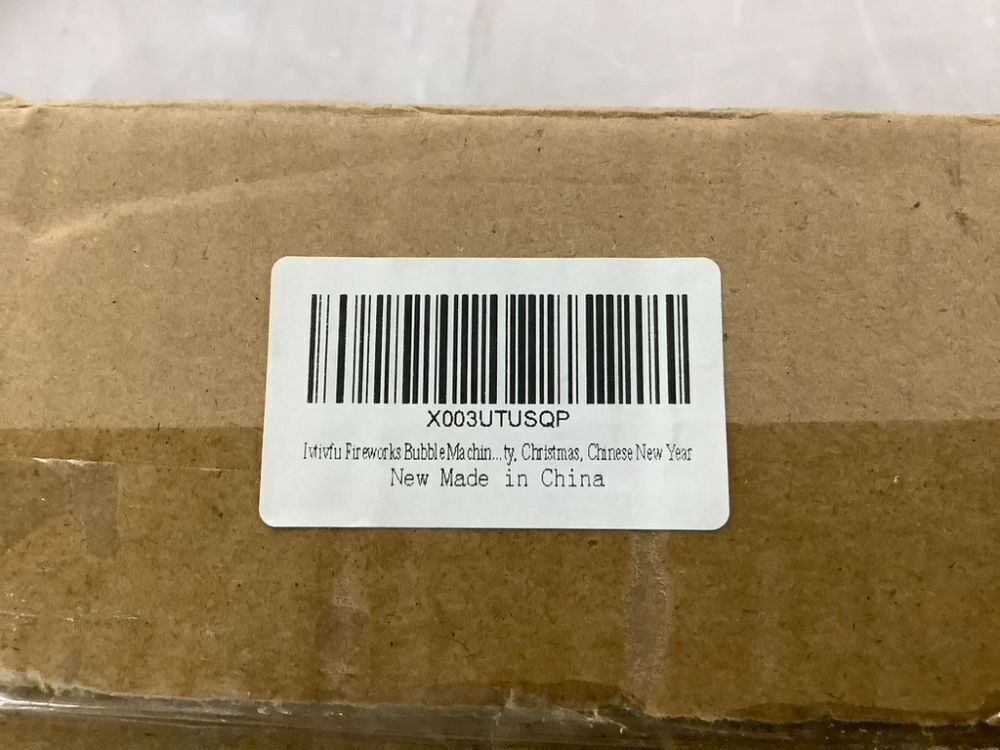 X003UTUSQP
Ivtivfu Fireworks Bubble Machin...ty, Christmas, Chinese New Year
New Made in China